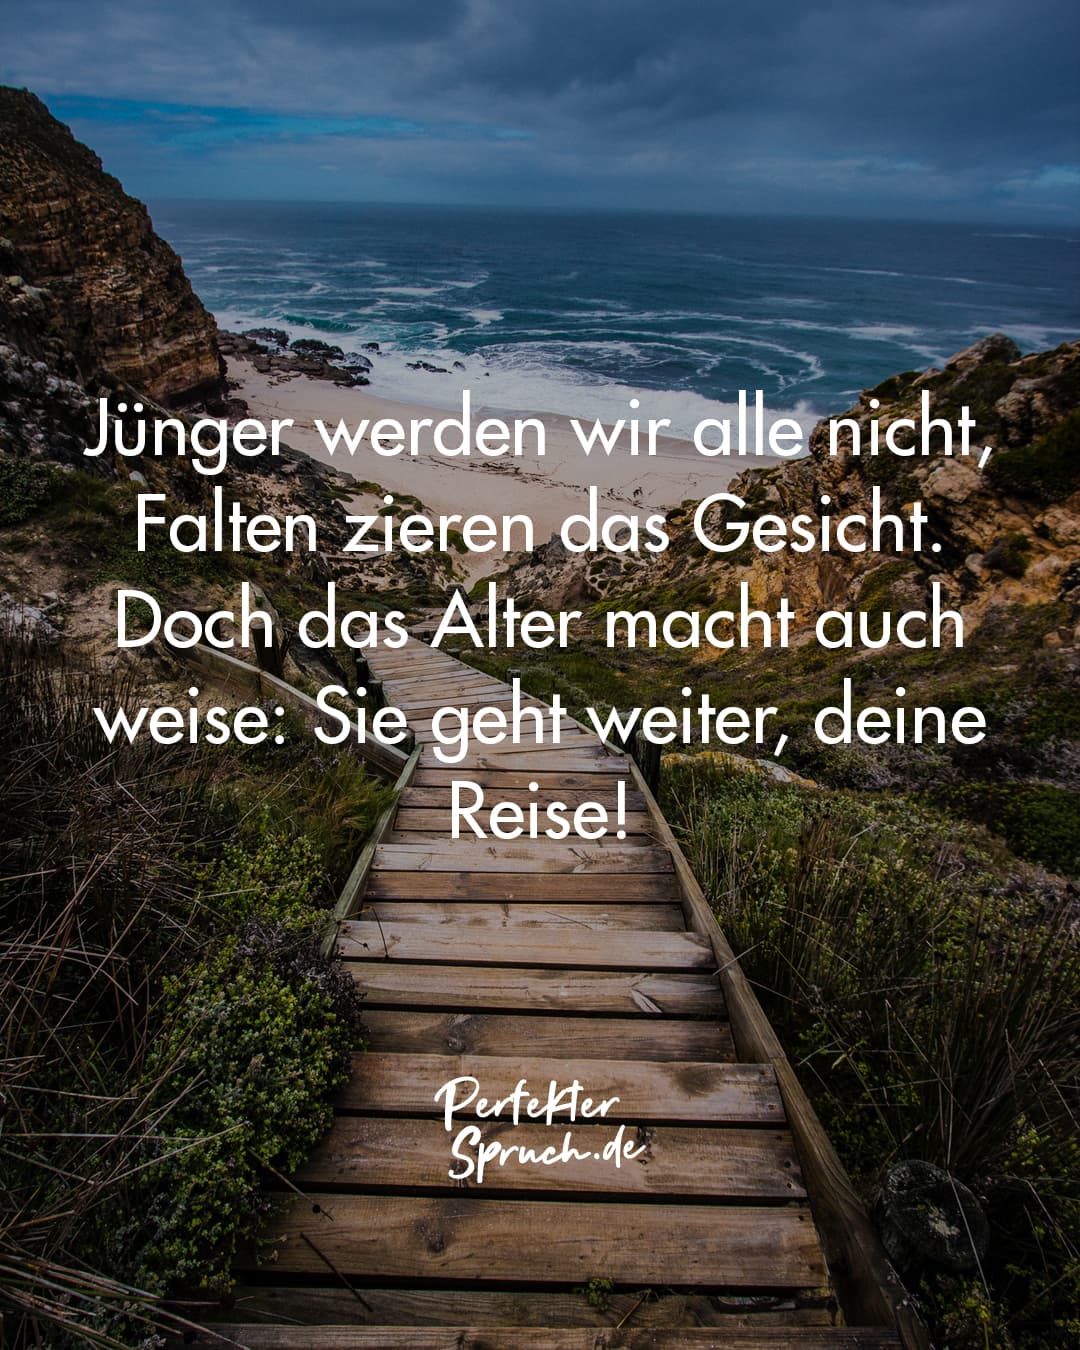 Jünger werden wir alle nicht,
Falten zieren das Gesicht.
Doch das Alter macht auch
weise: Sie geht weiter, deine
Reise!
Perfekter
Spruch.de